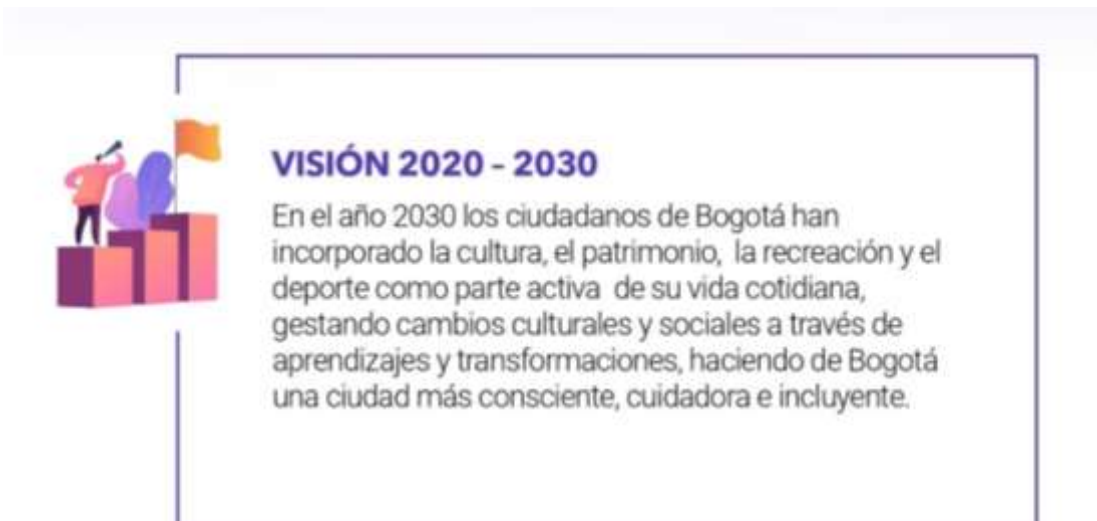 VISIÓN 2020 – 2030
En el año 2030 los ciudadanos de Bogotá han
incorporado la cultura, el patrimonio, la recreación y el
deporte como parte activa de su vida cotidiana,
gestando cambios culturales y sociales a través de
aprendizajes y transformaciones, haciendo de Bogotá
una ciudad más consciente, cuidadora e incluyente.